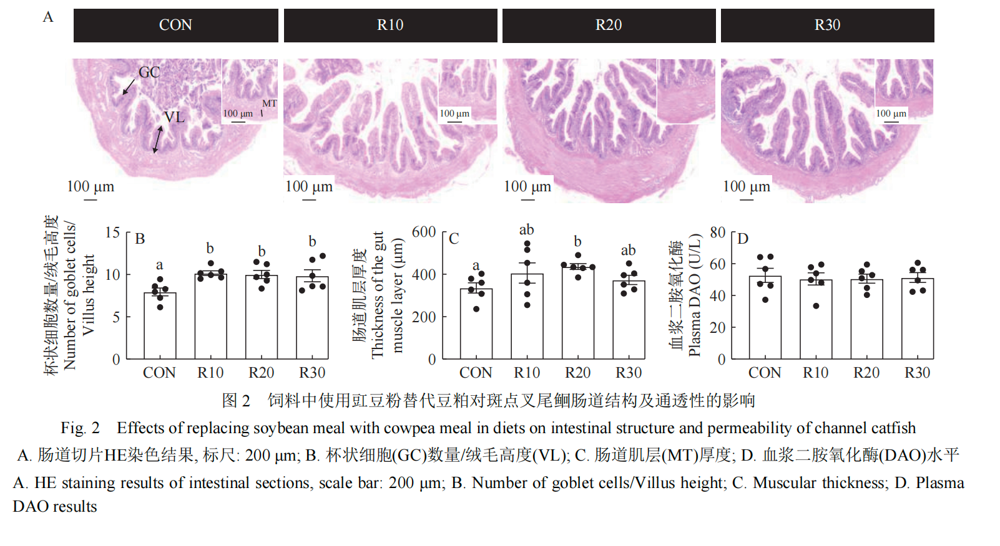 A
CON
R10
R20
R30
GC
VL
MT
100 μm
100 μm
100 μm
100 μm
100 μm
100 μm
100 μm
杯状细胞数量/绒毛高度
Number of goblet cells/
Villus height
15
10
5
0
B
a
b
b
b
CON
R10
R20
R30
肠道肌层厚度
Thickness of the gut
muscle layer (μm)
600
400
200
0
C
a
ab
b
ab
CON
R10
R20
R30
血浆二胺氧化酶
Plasma DAO (U/L)
80
60
40
20
0
D
CON
R10
R20
R30
图 2 饲料中使用豇豆粉替代豆粕对斑点叉尾鮰肠道结构及通透性的影响
Fig. 2 Effects of replacing soybean meal with cowpea meal in diets on intestinal structure and permeability of channel catfish
A. 肠道切片HE染色结果, 标尺: 200 μm; B. 杯状细胞(GC)数量/绒毛高度(VL); C. 肠道肌层(MT)厚度; D. 血浆二胺氧化酶(DAO)水平
A. HE staining results of intestinal sections, scale bar: 200 μm; B. Number of goblet cells/Villus height; C. Muscular thickness; D. Plasma
DAO results